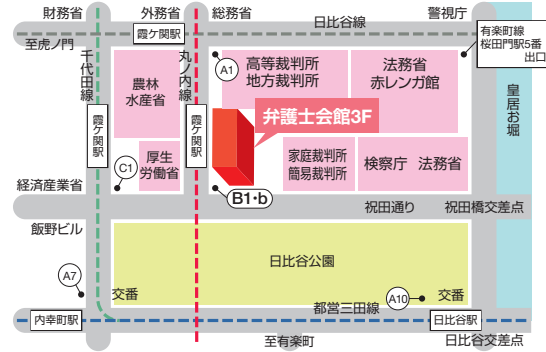 財務省
外務省
総務省
警視庁
霞ケ関駅
日比谷線
至虎ノ門
有楽町線
桜田門駅5番
出口
千代田線
丸ノ内線
A1
高等裁判所
地方裁判所
法務省
赤レンガ館
農林
水産省
皇居お堀
弁護士会館3F
霞ケ関駅
霞ケ関駅
C1
厚生
労働省
家庭裁判所
簡易裁判所
検察庁 法務省
経済産業省
B1・b
祝田通り
祝田橋交差点
飯野ビル
日比谷公園
A7
交番
A10
交番
都営三田線
内幸町駅
日比谷駅
至有楽町
日比谷交差点